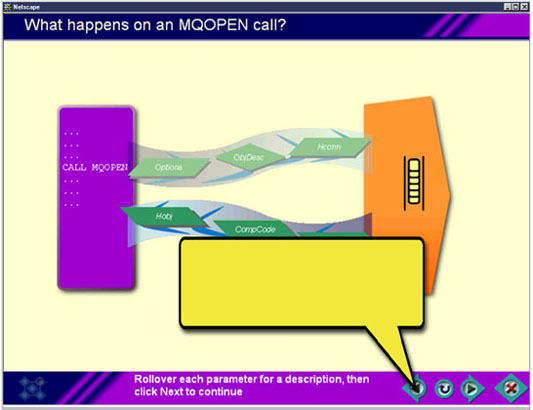 Netscape
What happens on an MQOPEN call?
...
...
...
CALL MQOPEN
...
...
...
Options
ObjDesc
Hconn
Hobj
CompCode
Rollover each parameter for a description, then
click Next to continue